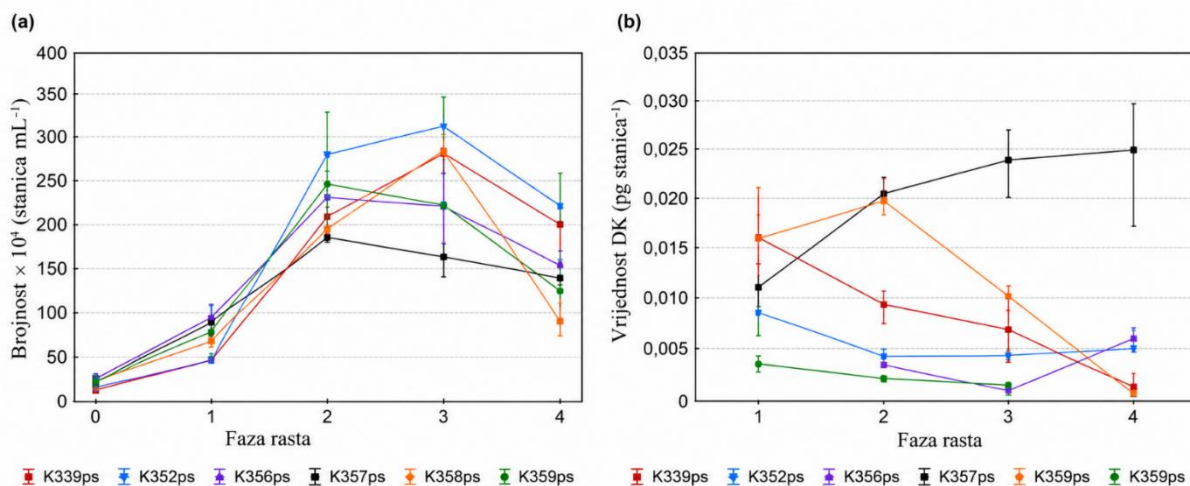 (a)
Brojnost × 10⁴ (stanica mL⁻¹)
400
350
300
250
200
150
100
50
0
0 1 2 3 4
Faza rasta
K339ps K352ps K356ps K357ps K358ps K359ps
(b)
Vrijednost DK (pg stanica⁻¹)
0,035
0,030
0,025
0,020
0,015
0,010
0,005
0
1 2 3 4
Faza rasta
K339ps K352ps K356ps K357ps K359ps K359ps